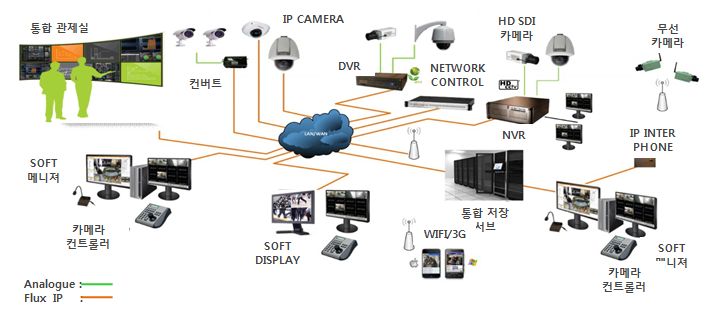 통합 관제실
IP CAMERA
HD SDI
카메라
무선
카메라
컨버트
DVR
NETWORK
CONTROL
HD
CCTV
NVR
LAN/WAN
IP INTER
PHONE
SOFT
메니져
카메라
컨트롤러
SOFT
DISPLAY
WIFI/3G
통합 저장
서브
카메라
컨트롤러
SOFT
메니져
Analogue :
Flux IP :